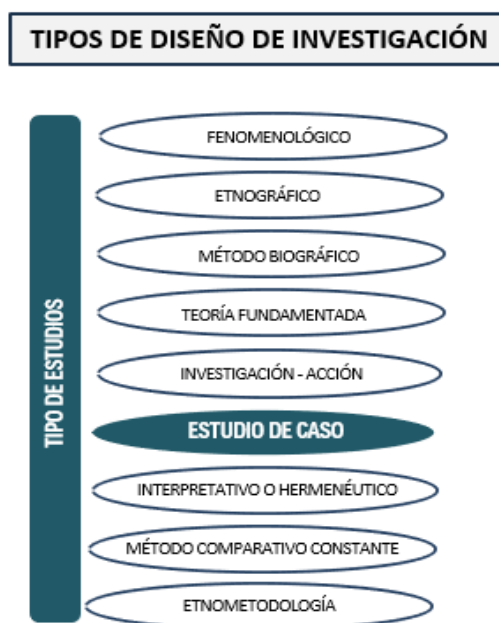 TIPOS DE DISEÑO DE INVESTIGACIÓN
TIPO DE ESTUDIOS
FENOMENOLÓGICO
ETNOGRÁFICO
MÉTODO BIOGRÁFICO
TEORÍA FUNDAMENTADA
INVESTIGACIÓN - ACCIÓN
ESTUDIO DE CASO
INTERPRETATIVO O HERMENÉUTICO
MÉTODO COMPARATIVO CONSTANTE
ETNOMETODOLOGÍA